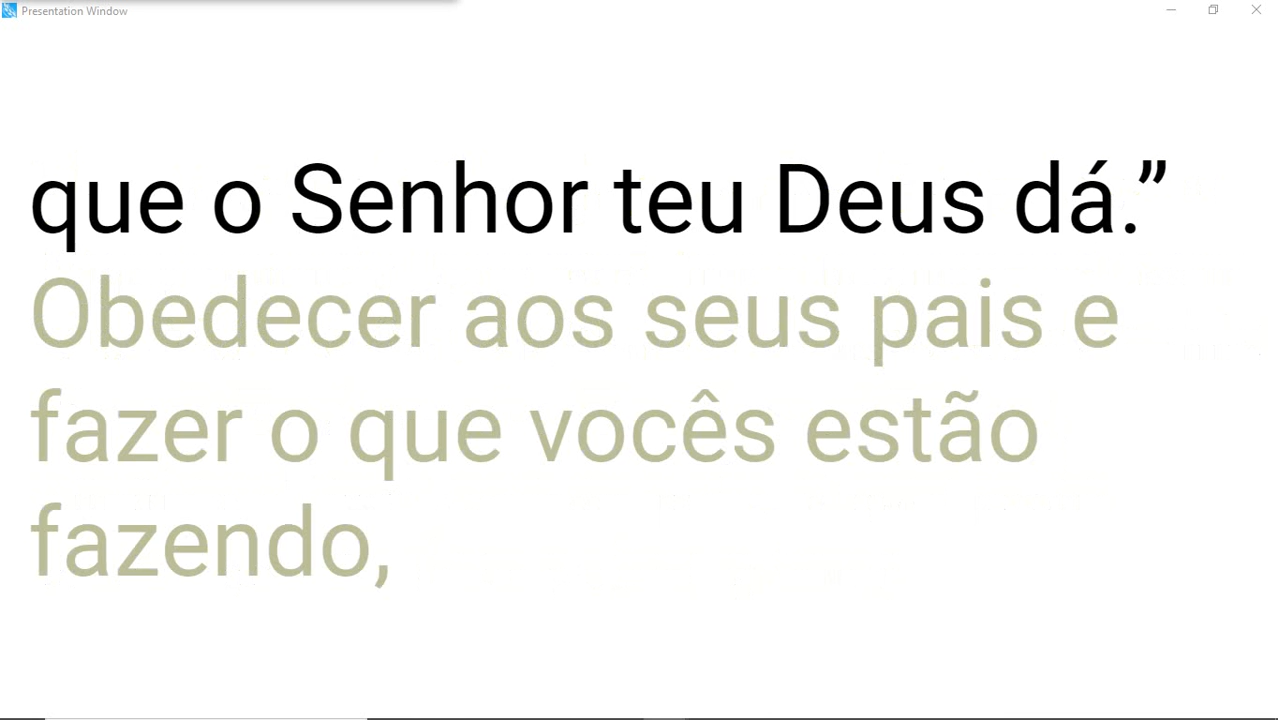 Presentation Window
que o Senhor teu Deus dá.”
Obedecer aos seus pais e
fazer o que vocês estão
fazendo,